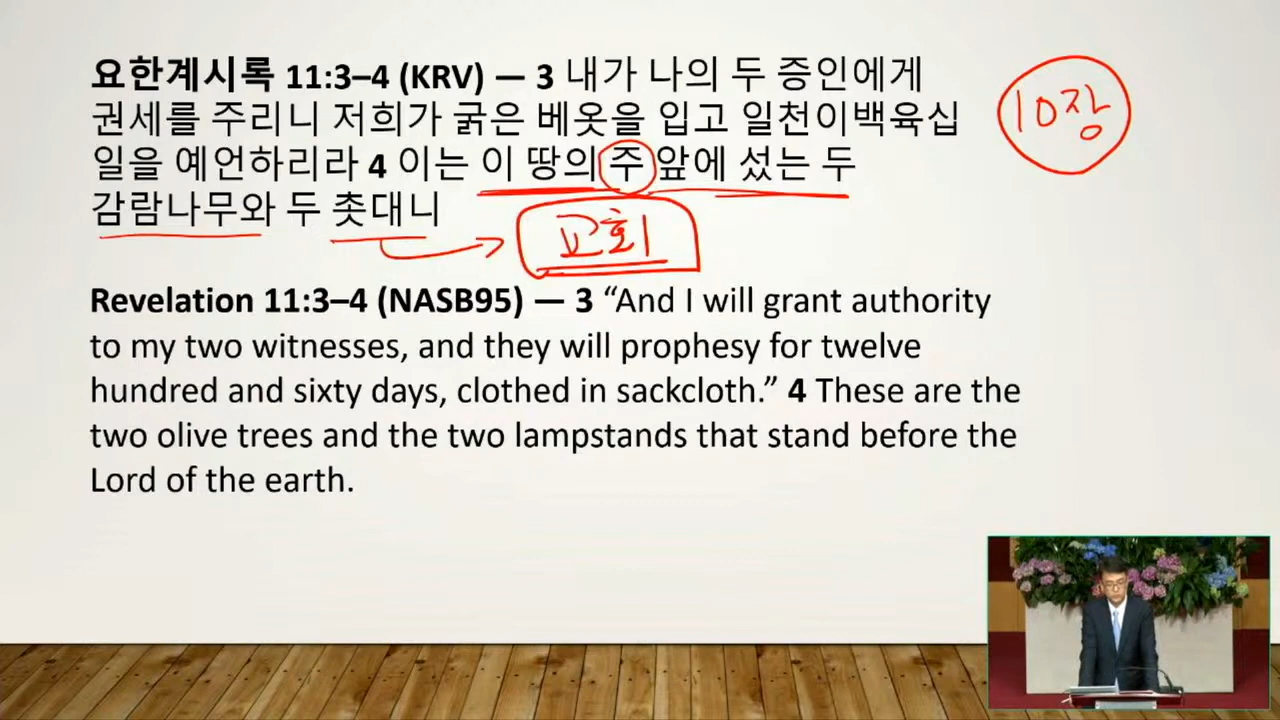 요한계시록 11:3–4 (KRV) — 3 내가 나의 두 증인에게
권세를 주리니 저희가 굵은 베옷을 입고 일천이백육십
일을 예언하리라 4 이는 이 땅의 주 앞에 섰는 두
감람나무와 두 촛대니
10장
교회
Revelation 11:3–4 (NASB95) — 3 “And I will grant authority
to my two witnesses, and they will prophesy for twelve
hundred and sixty days, clothed in sackcloth.” 4 These are the
two olive trees and the two lampstands that stand before the
Lord of the earth.